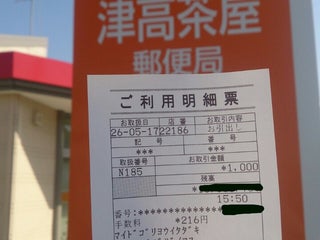 津高茶屋
郵便局
ご利用明細票
お取扱日 店番 お取引内容
26-05-17 22186 お引出し
記号 番号
*** ***
取扱番号 お取引金額
N185 *1,000
残高
15:50
番号:***********
手数料 *216円
マイドゴリヨウイタダキ